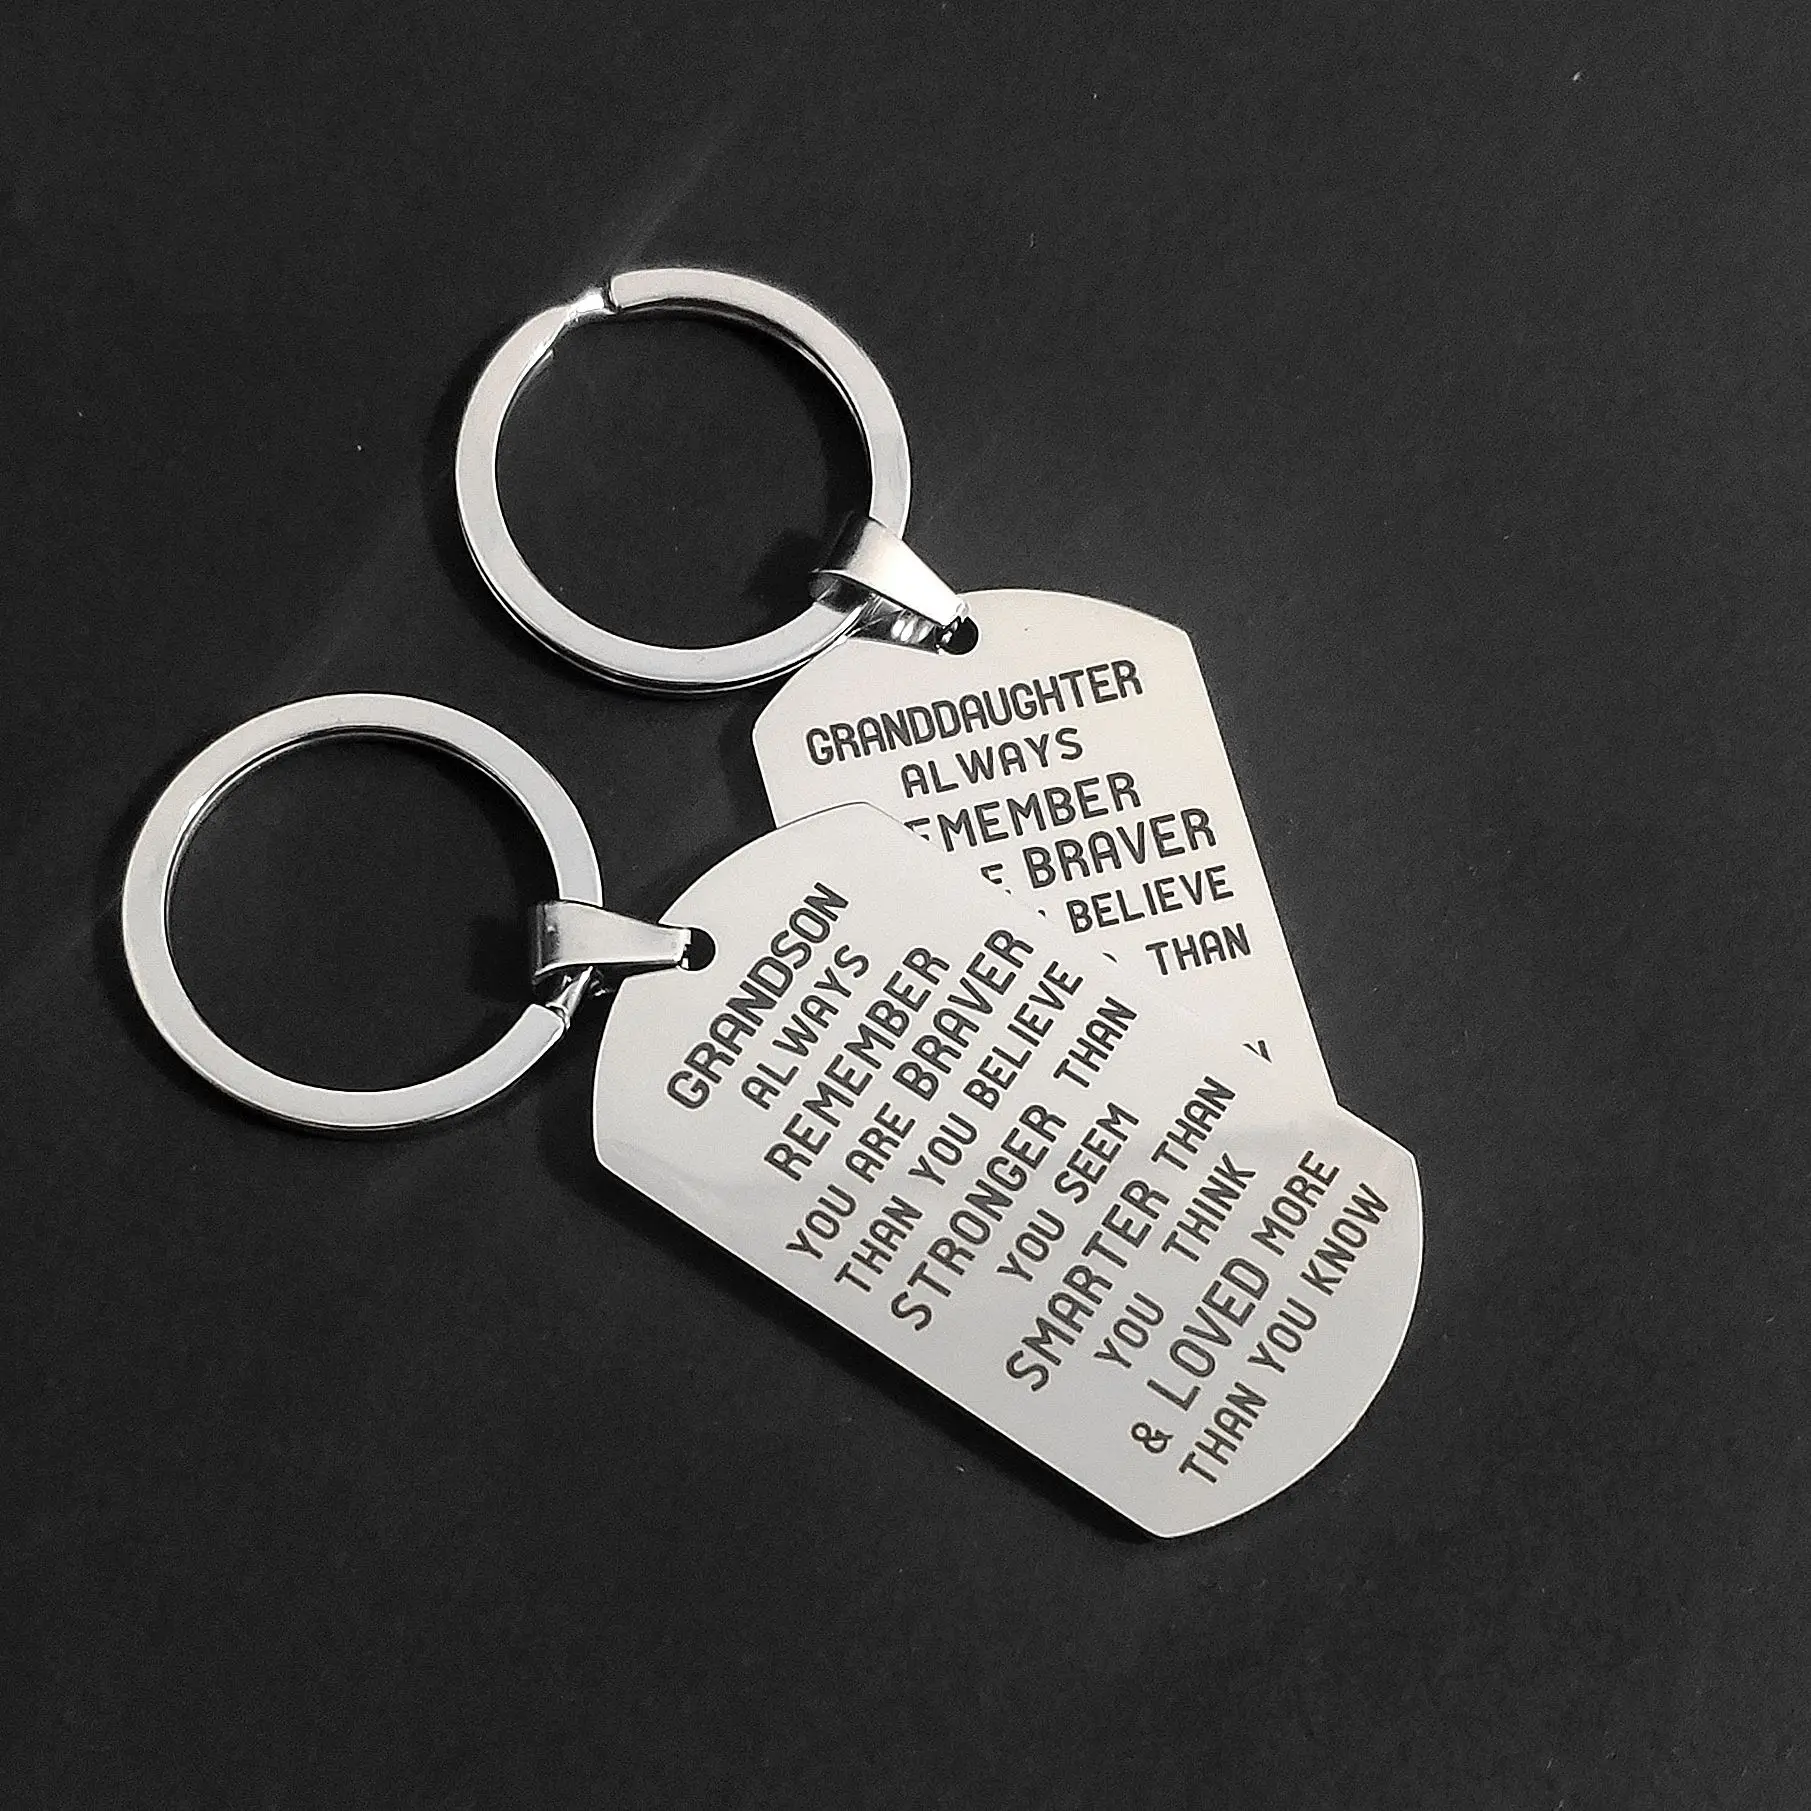 GRANDDAUGHTER
ALWAYS
EMEMBER
E BRAVER
BELIEVE
THAN
GRANDSON
ALWAYS
REMEMBER
YOU ARE BRAVER
THAN YOU BELIEVE
STRONGER THAN
YOU SEEM
SMARTER THAN
YOU THINK
& LOVED MORE
THAN YOU KNOW